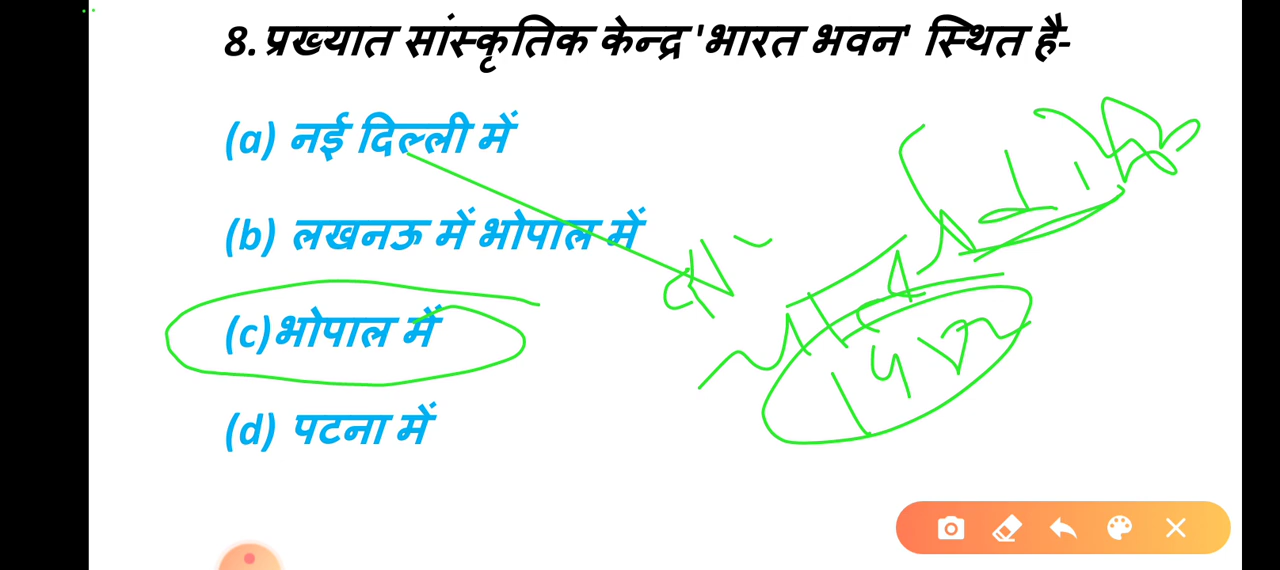 8. प्रख्यात सांस्कृतिक केन्द्र 'भारत भवन' स्थित है-
(a) नई दिल्ली में
(b) लखनऊ में भोपाल में
(c)भोपाल में
(d) पटना में